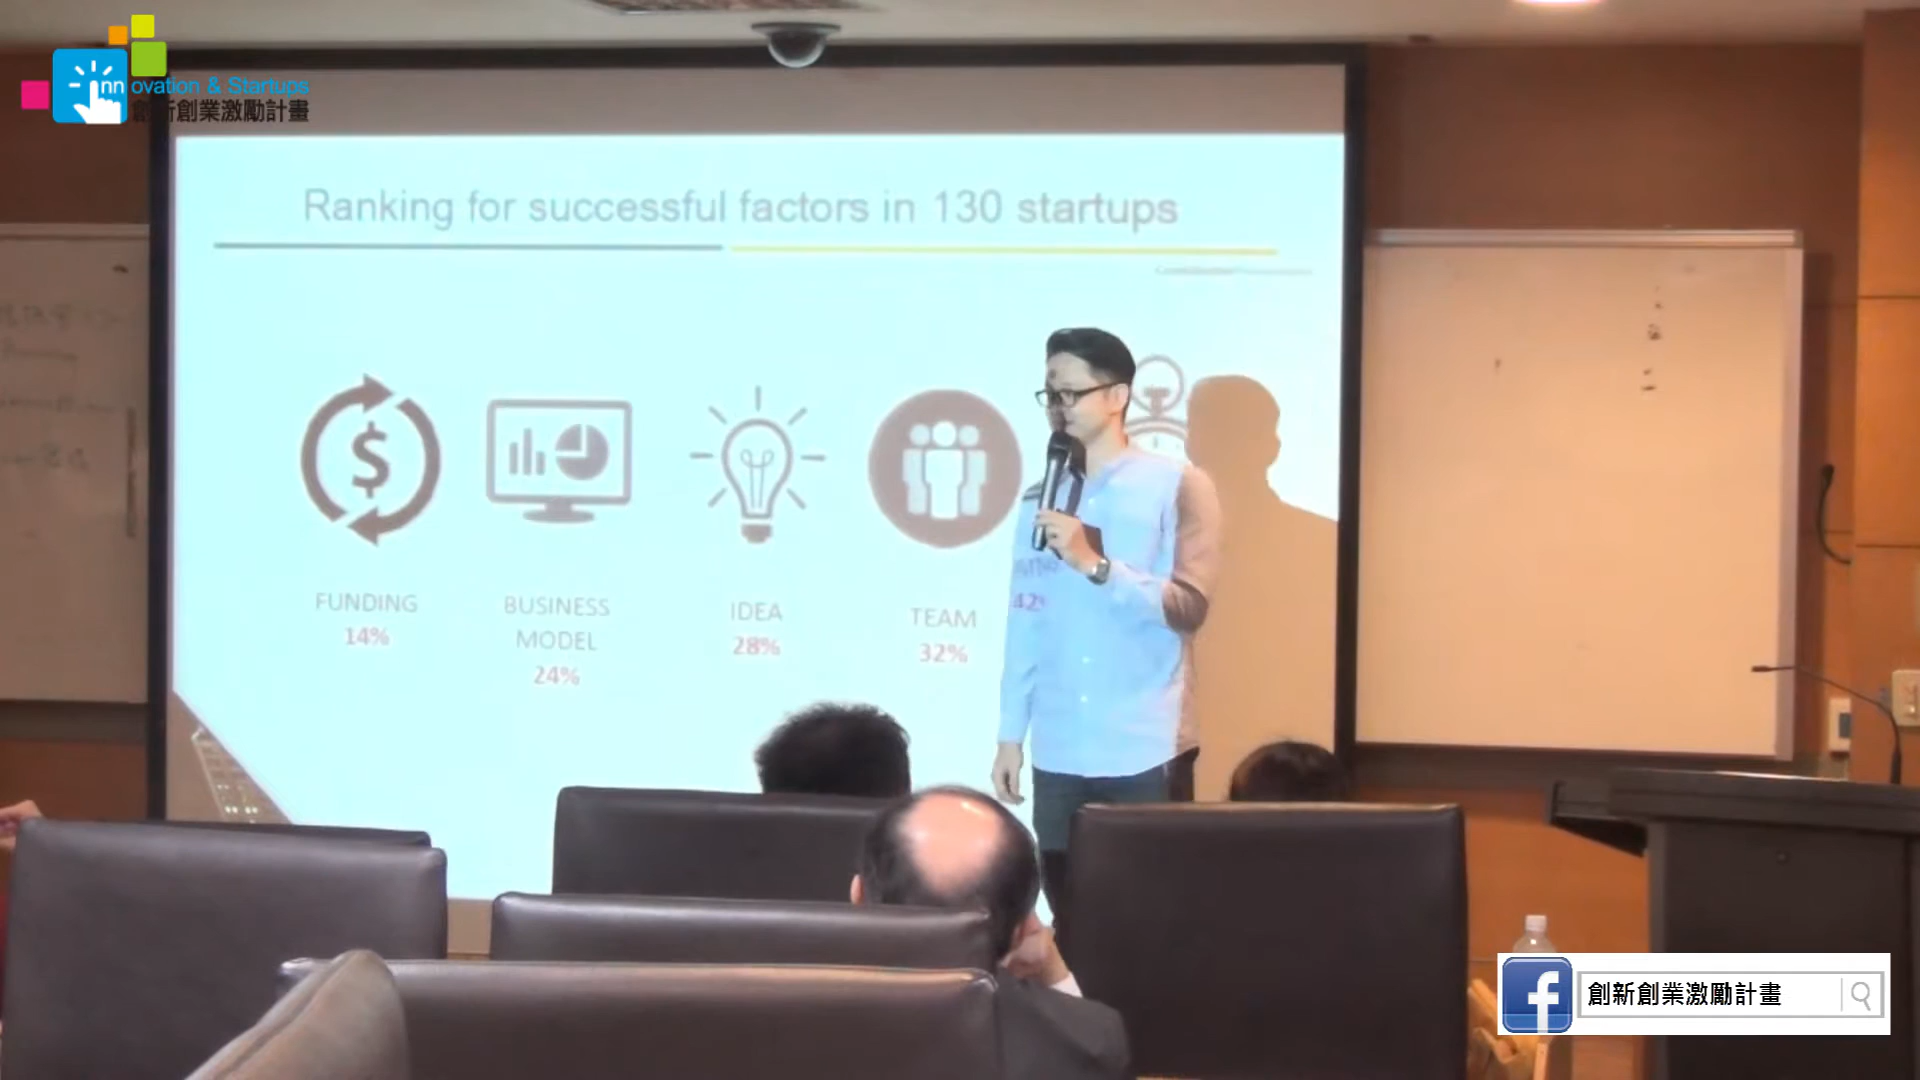 Innovation & Startups
創新創業激勵計畫
Ranking for successful factors in 130 startups
FUNDING
14%
BUSINESS
MODEL
24%
IDEA
28%
TEAM
32%
42%
創新創業激勵計畫